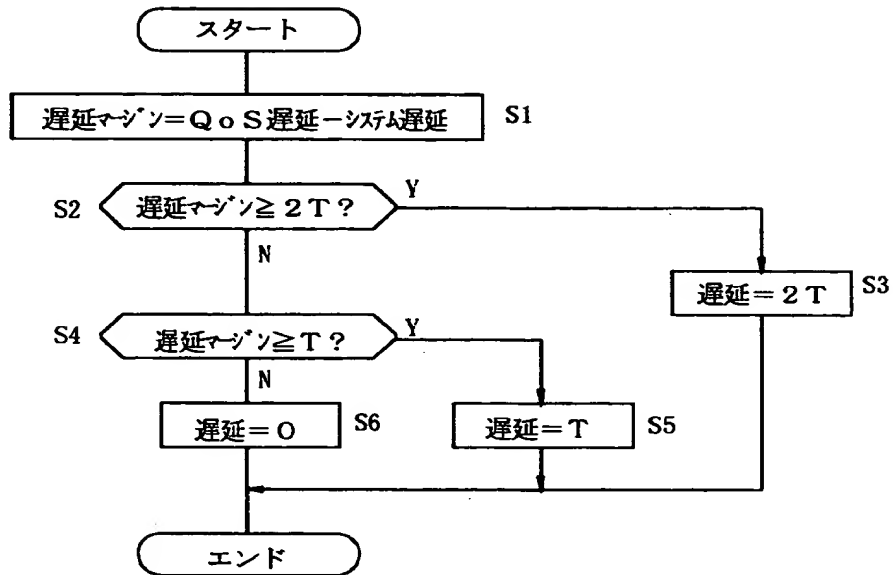 スタート
遅延マージン=QoS遅延-システム遅延 S1
S2 遅延マージン≧2T? Y
N
遅延=2T S3
S4 遅延マージン≧T? Y
N
遅延=0 S6
遅延=T S5
エンド